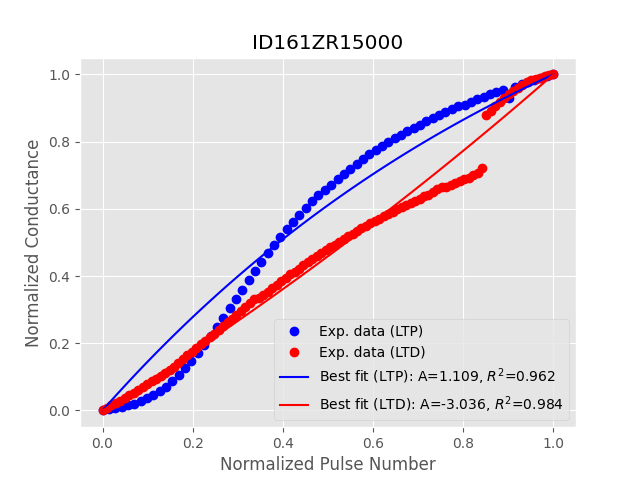 ID161ZR15000
Normalized Conductance
1.0
0.8
0.6
0.4
0.2
0.0
Exp. data (LTP)
Exp. data (LTD)
Best fit (LTP): A=1.109, R²=0.962
Best fit (LTD): A=-3.036, R²=0.984
0.0 0.2 0.4 0.6 0.8 1.0
Normalized Pulse Number